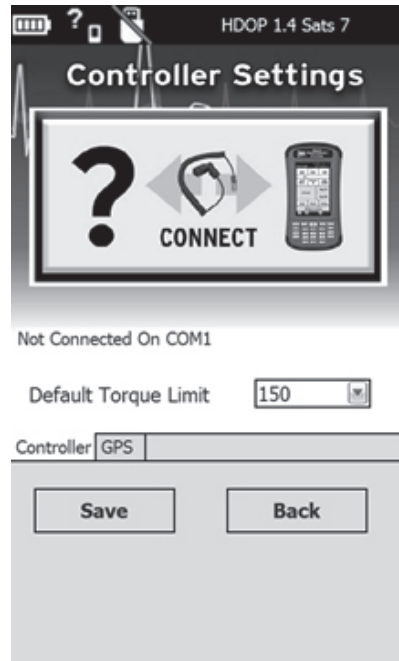 ? HDOP 1.4 Sats 7
Controller Settings
?
CONNECT
Not Connected On COM1
Default Torque Limit 150
Controller GPS
Save Back